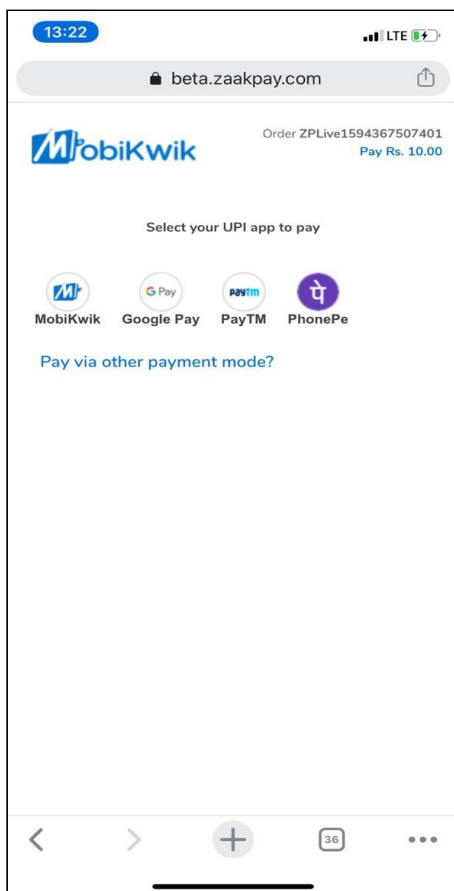 13:22
LTE
beta.zaakpay.com
MobiKwik
Order ZPLive1594367507401
Pay Rs. 10.00
Select your UPI app to pay
G Pay
paytm
पे
MobiKwik Google Pay PayTM PhonePe
Pay via other payment mode?
36